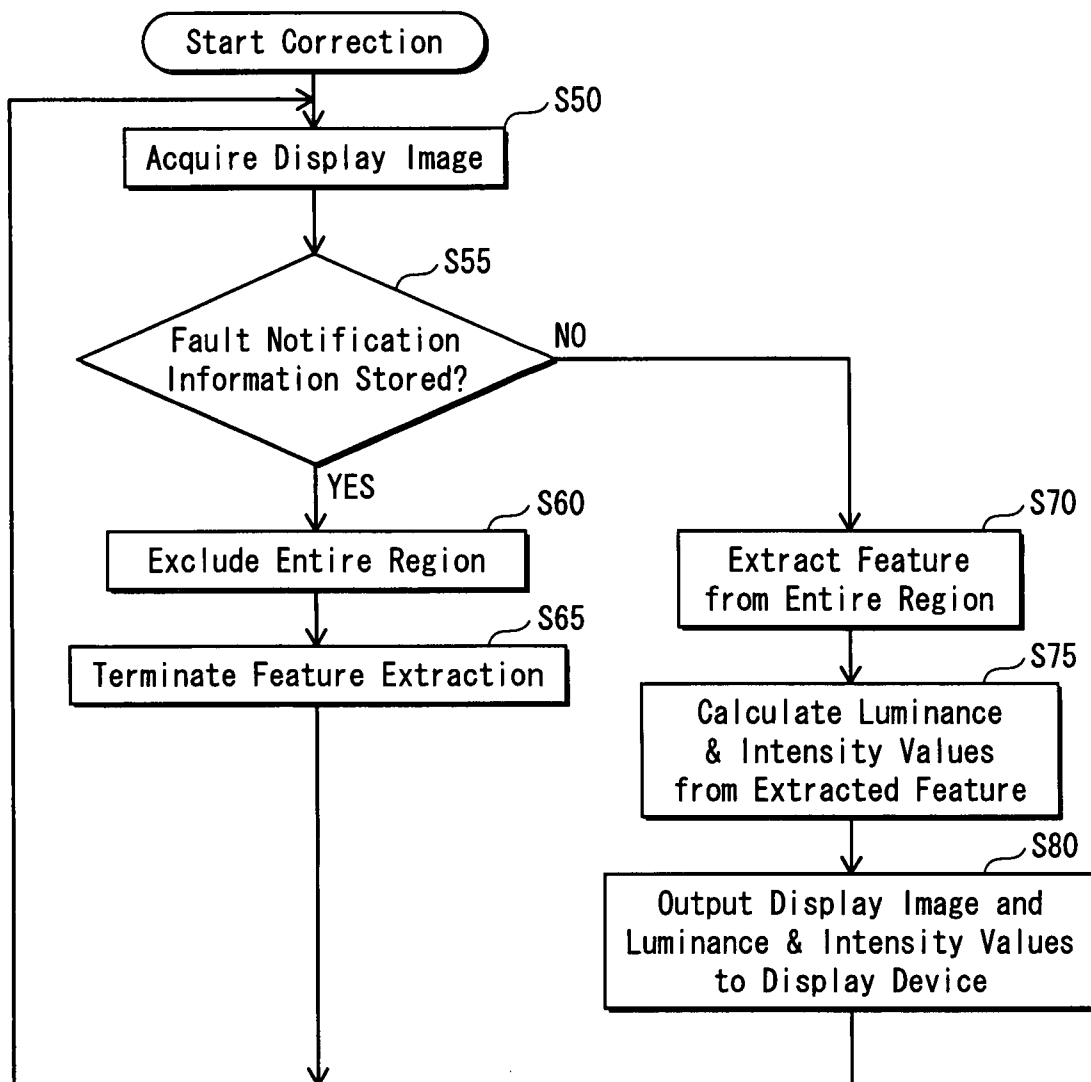 Start Correction
S50
Acquire Display Image
S55
Fault Notification
Information Stored?
NO
YES
S60
Exclude Entire Region
S65
Terminate Feature Extraction
S70
Extract Feature
from Entire Region
S75
Calculate Luminance
& Intensity Values
from Extracted Feature
S80
Output Display Image and
Luminance & Intensity Values
to Display Device